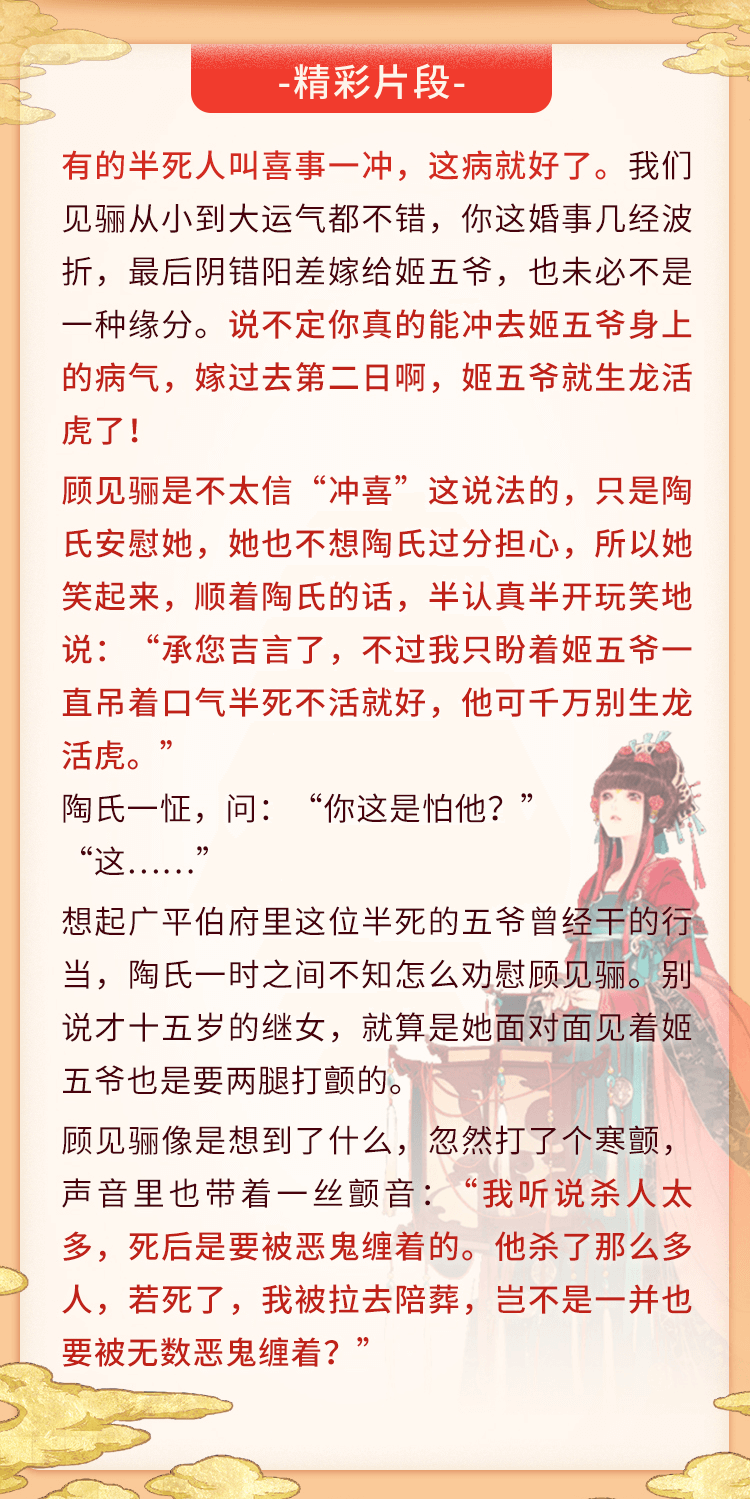 -精彩片段-
有的半死人叫喜事一冲，这病就好了。我们
见骊从小到大运气都不错，你这婚事几经波
折，最后阴错阳差嫁给姬五爷，也未必不是
一种缘分。说不定你真的能冲去姬五爷身上
的病气，嫁过去第二日啊，姬五爷就生龙活
虎了！
顾见骊是不太信“冲喜”这说法的，只是陶
氏安慰她，她也不想陶氏过分担心，所以她
笑起来，顺着陶氏的话，半认真半开玩笑地
说：“承您吉言了，不过我只盼着姬五爷一
直吊着口气半死不活就好，他可千万别生龙
活虎。”
陶氏一怔，问：“你这是怕他？”
“这……”
想起广平伯府里这位半死的五爷曾经干的行
当，陶氏一时之间不知怎么劝慰顾见骊。别
说才十五岁的继女，就算是她面对面见着姬
五爷也是要两腿打颤的。
顾见骊像是想到了什么，忽然打了个寒颤，
声音里也带着一丝颤音：“我听说杀人太
多，死后是要被恶鬼缠着的。他杀了那么多
人，若死了，我被拉去陪葬，岂不是一并也
要被无数恶鬼缠着？”